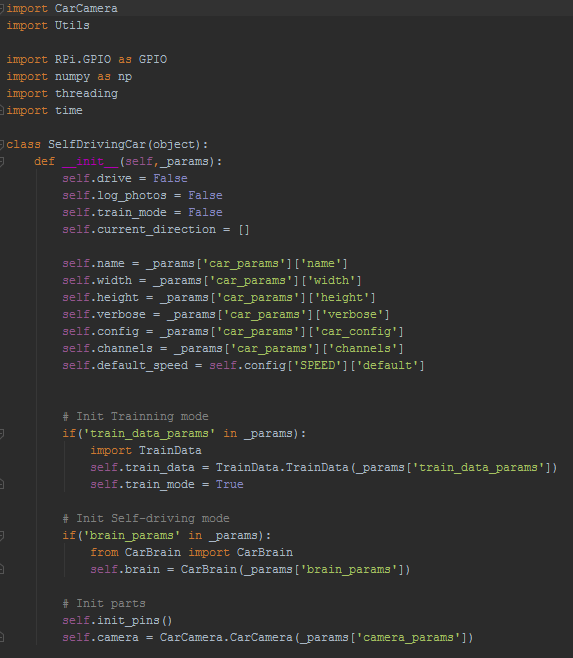 import CarCamera
import Utils
import RPi.GPIO as GPIO
import numpy as np
import threading
import time
class SelfDrivingCar(object):
def __init__(self,_params):
self.drive = False
self.log_photos = False
self.train_mode = False
self.current_direction = []
self.name = _params['car_params']['name']
self.width = _params['car_params']['width']
self.height = _params['car_params']['height']
self.verbose = _params['car_params']['verbose']
self.config = _params['car_params']['car_config']
self.channels = _params['car_params']['channels']
self.default_speed = self.config['SPEED']['default']
# Init Trainning mode
if('train_data_params' in _params):
import TrainData
self.train_data = TrainData.TrainData(_params['train_data_params'])
self.train_mode = True
# Init Self-driving mode
if('brain_params' in _params):
from CarBrain import CarBrain
self.brain = CarBrain(_params['brain_params'])
# Init parts
self.init_pins()
self.camera = CarCamera.CarCamera(_params['camera_params'])